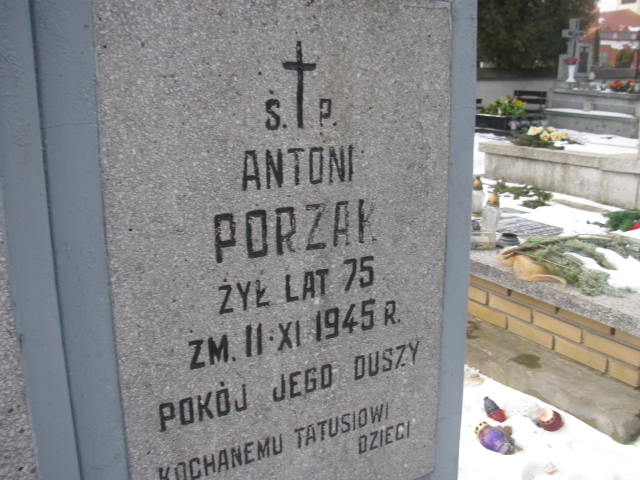 Ś. P.
ANTONI
PORZAK
ŻYŁ LAT 75
ZM. 11·XI 1945 R.
POKÓJ JEGO DUSZY
KOCHANEMU TATUSIOWI
DZIECI